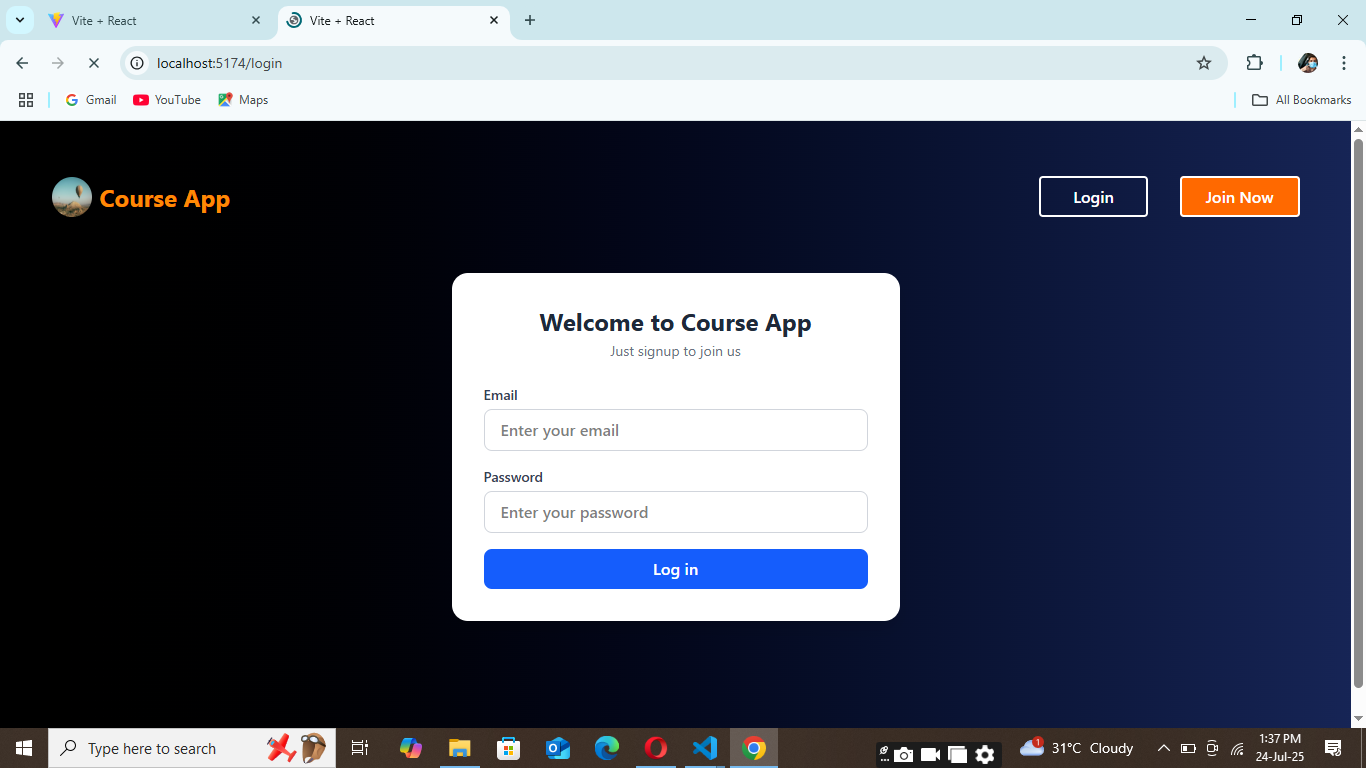 Vite + React
Vite + React
localhost:5174/login
Gmail
YouTube
Maps
All Bookmarks
Course App
Login
Join Now
Welcome to Course App
Just signup to join us
Email
Enter your email
Password
Enter your password
Log in
Type here to search
1
31°C Cloudy
1:37 PM
24-Jul-25